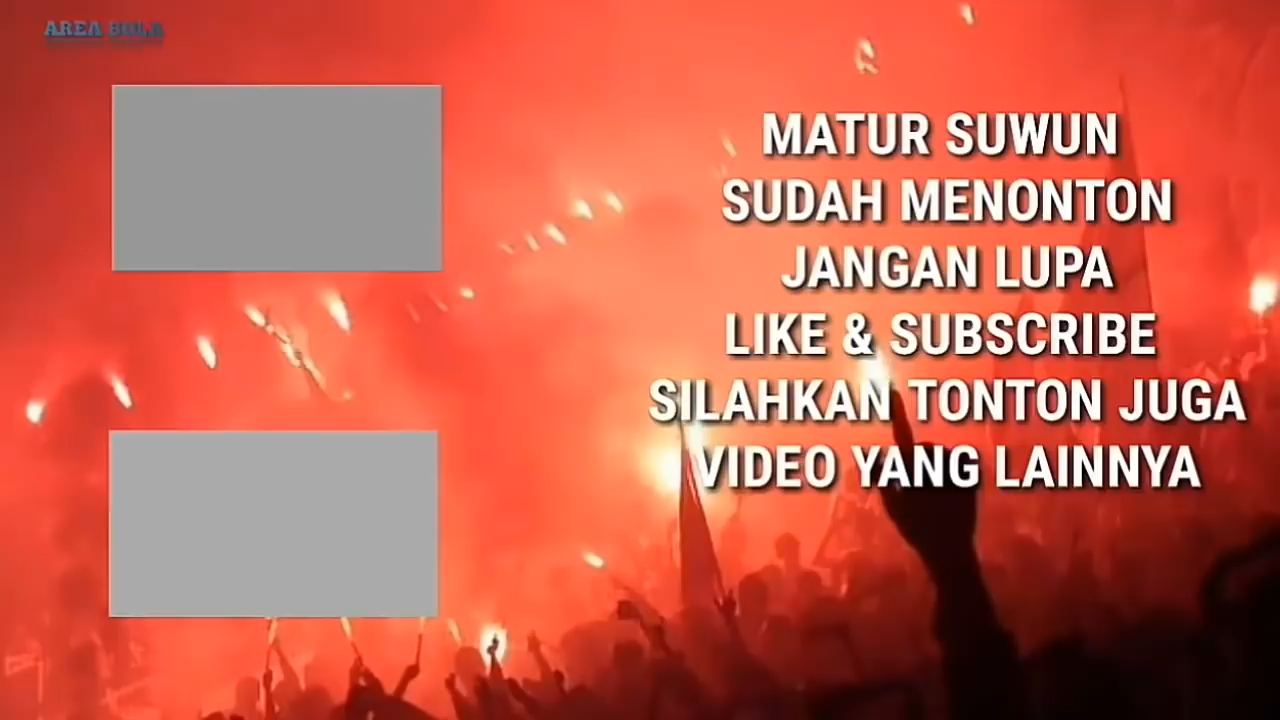 AREA BOLA
MATUR SUWUN
SUDAH MENONTON
JANGAN LUPA
LIKE & SUBSCRIBE
SILAHKAN TONTON JUGA
VIDEO YANG LAINNYA